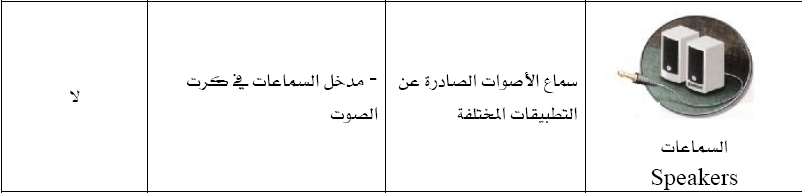 السماعات
Speakers
سماع الأصوات الصادرة عن
التطبيقات المختلفة
- مدخل السماعات في كرت
الصوت
لا